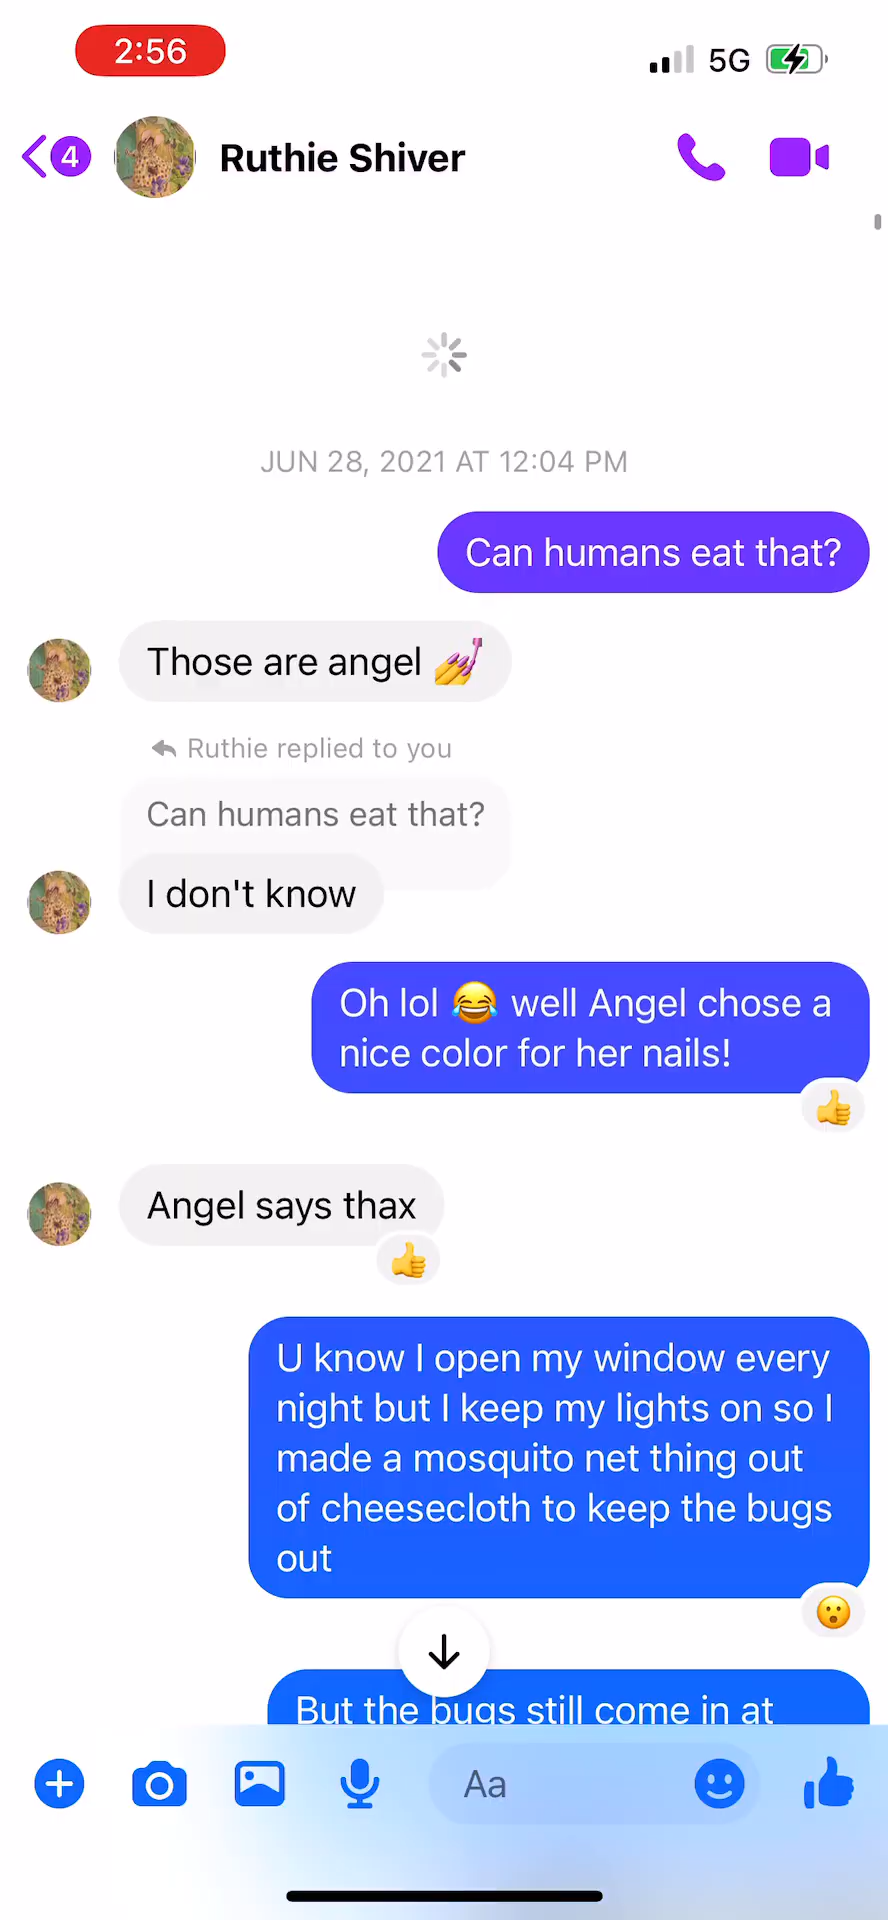 2:56
5G
4
Ruthie Shiver
JUN 28, 2021 AT 12:04 PM
Can humans eat that?
Those are angel 💅
Ruthie replied to you
Can humans eat that?
I don't know
Oh lol 😂 well Angel chose a
nice color for her nails!
Angel says thax
U know I open my window every
night but I keep my lights on so I
made a mosquito net thing out
of cheesecloth to keep the bugs
out
But the bugs still come in at
Aa